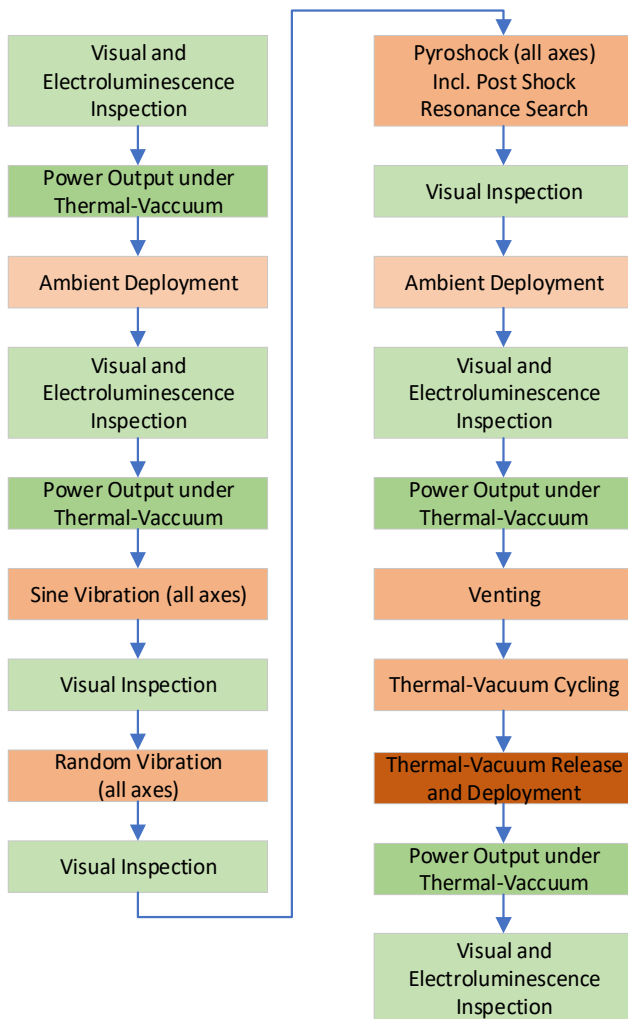 Visual and
Electroluminescence
Inspection
Power Output under
Thermal-Vaccuum
Ambient Deployment
Visual and
Electroluminescence
Inspection
Power Output under
Thermal-Vaccuum
Sine Vibration (all axes)
Visual Inspection
Random Vibration
(all axes)
Visual Inspection
Pyroshock (all axes)
Incl. Post Shock
Resonance Search
Visual Inspection
Ambient Deployment
Visual and
Electroluminescence
Inspection
Power Output under
Thermal-Vaccuum
Venting
Thermal-Vacuum Cycling
Thermal-Vacuum Release
and Deployment
Power Output under
Thermal-Vaccuum
Visual and
Electroluminescence
Inspection